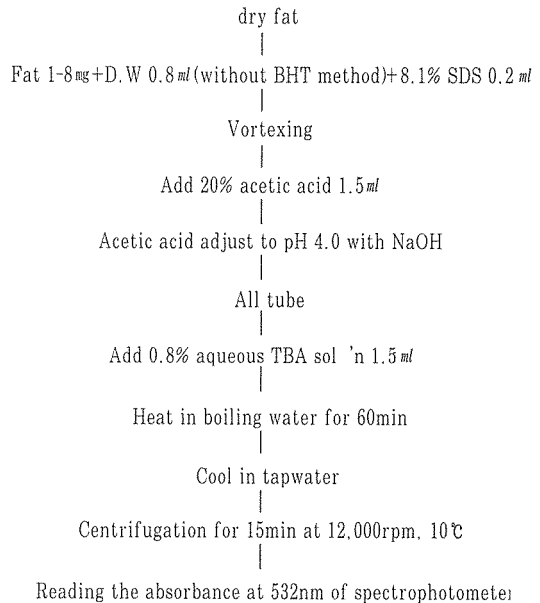 dry fat
Fat 1-8㎎+D.W 0.8㎖(without BHT method)+8.1% SDS 0.2 ㎖
Vortexing
Add 20% acetic acid 1.5㎖
Acetic acid adjust to pH 4.0 with NaOH
All tube
Add 0.8% aqueous TBA sol 'n 1.5㎖
Heat in boiling water for 60min
Cool in tapwater
Centrifugation for 15min at 12,000rpm, 10℃
Reading the absorbance at 532nm of spectrophotometer